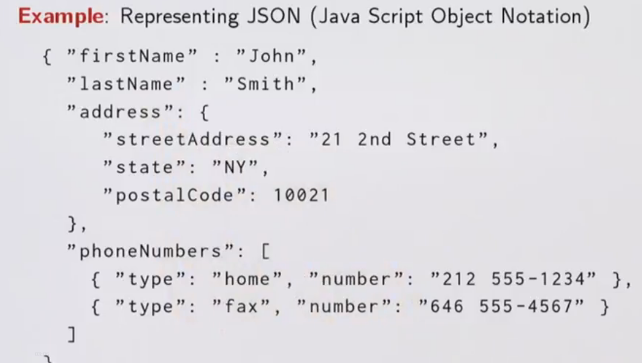 Example: Representing JSON (Java Script Object Notation)
{ ”firstName” : ”John”,
”lastName” : ”Smith”,
”address”: {
”streetAddress”: ”21 2nd Street”,
”state”: ”NY”,
”postalCode”: 10021
},
”phoneNumbers”: [
{ ”type”: ”home”, ”number”: ”212 555-1234” },
{ ”type”: ”fax”, ”number”: ”646 555-4567” }
]
}